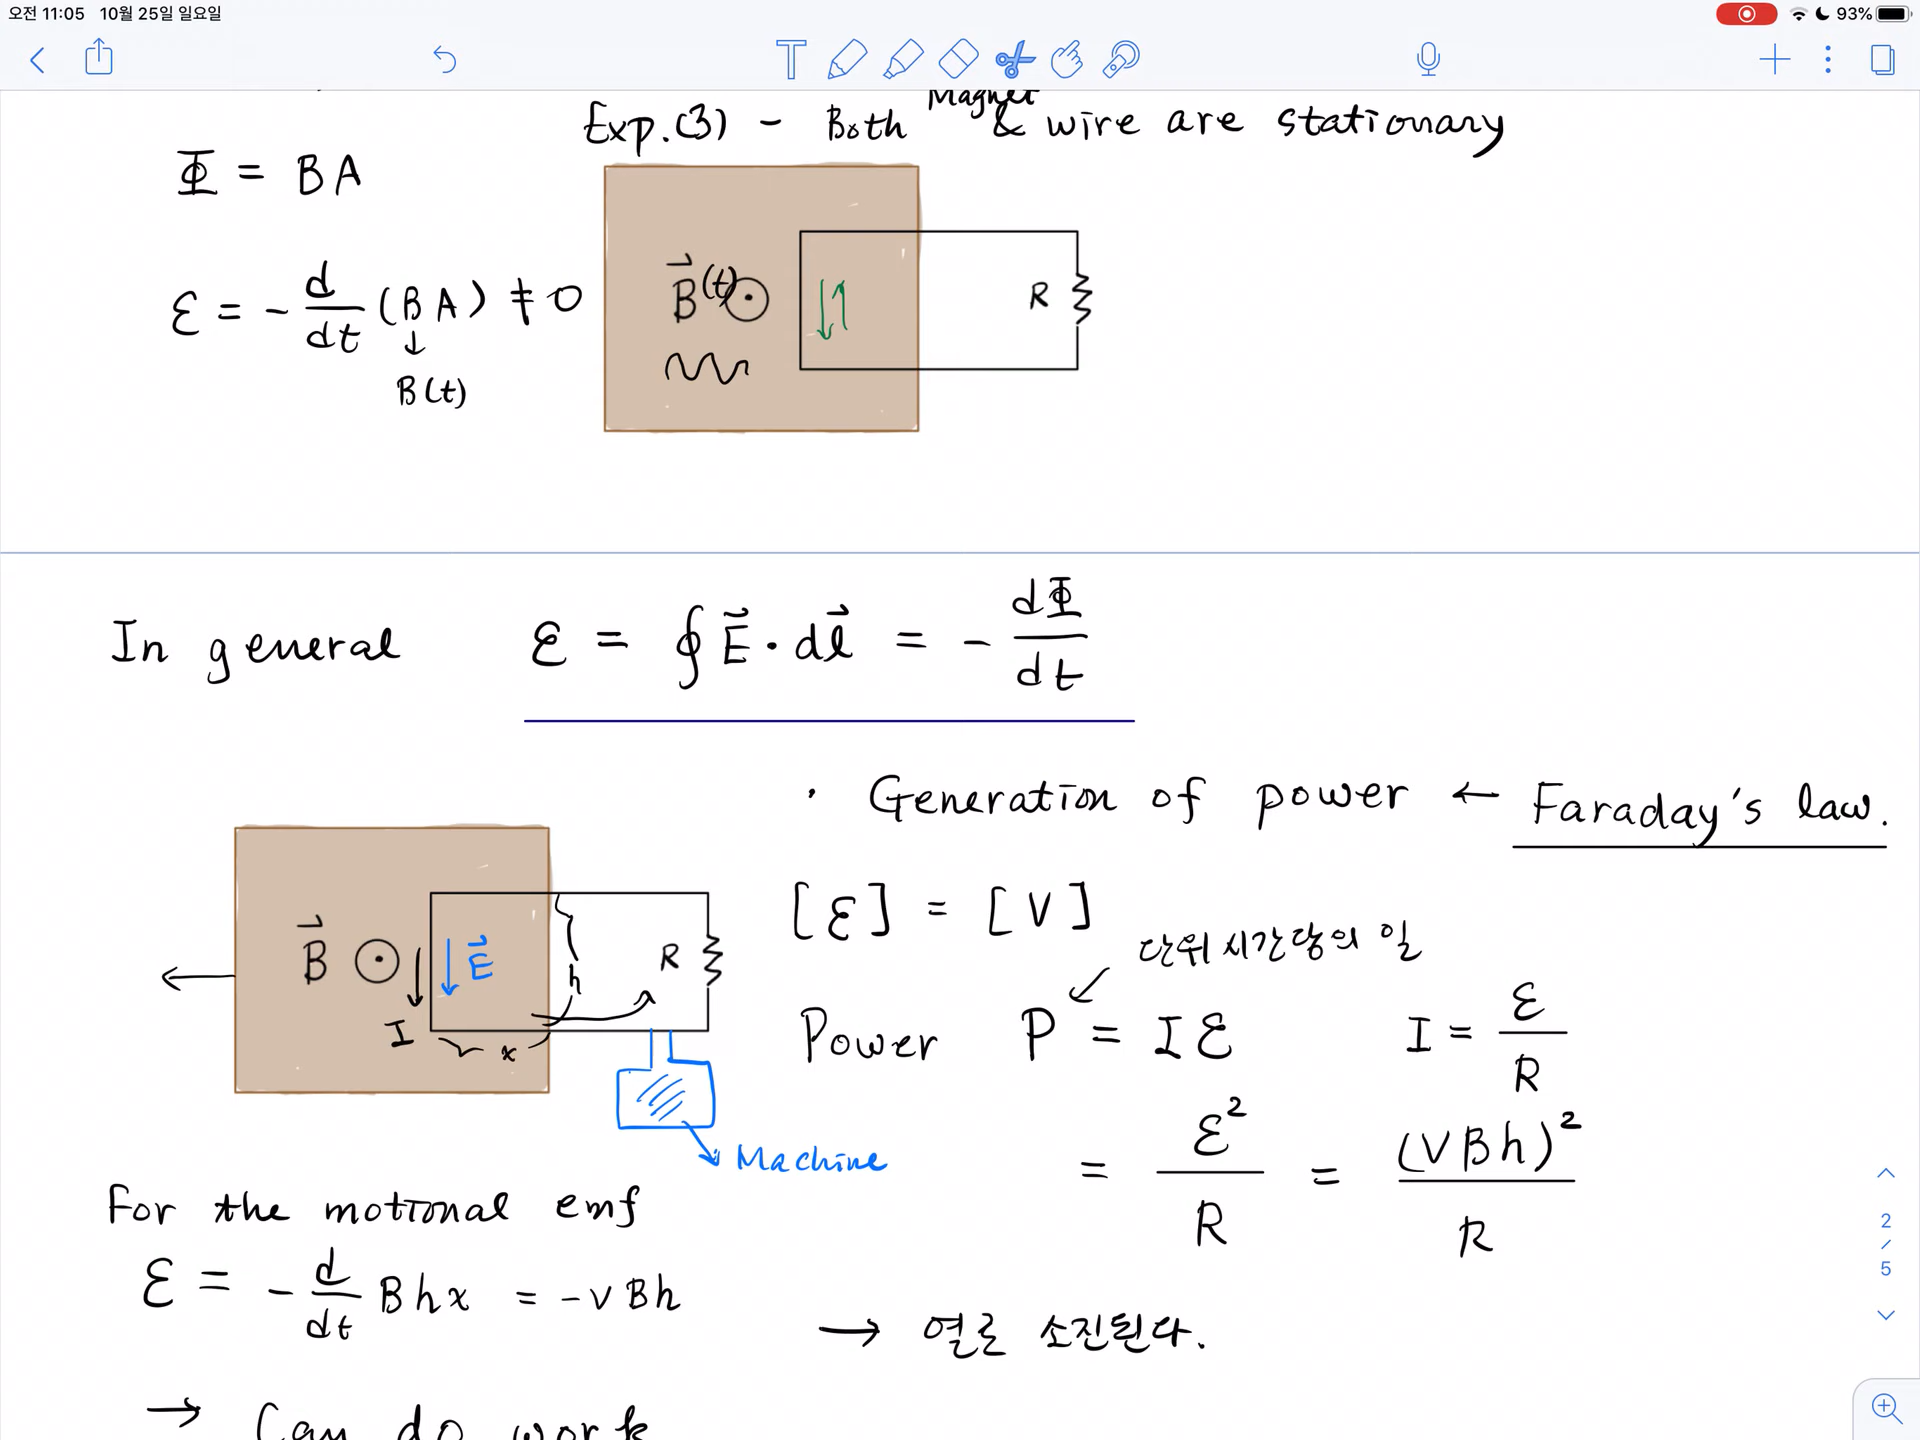 오전 11:05 10월 25일 일요일
93%
T
Exp.(3) - Both Magnet & wire are stationary
Φ = BA
ε = - d/dt (BA) ≠ 0
↓
B(t)
B⃗(t) ⊙
R
In general ε = ∮ E⃗ · dl⃗ = - dΦ/dt
· Generation of power ← Faraday's law.
[ε] = [V]
단위 시간당의 일
Power P = Iε I = ε/R
= ε²/R = (VBh)²/R
→ 열로 소진된다.
B⃗ ⊙
I
E⃗
h
R
x
Machine
For the motional emf
ε = - d/dt Bhx = -vBh
→ Can do work
2
/
5